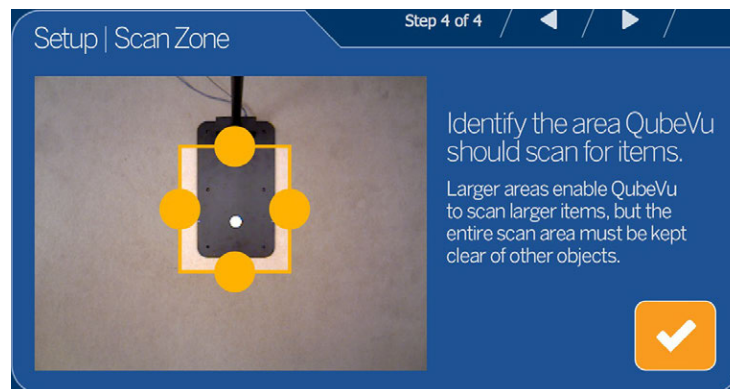 Step 4 of 4
Setup | Scan Zone
Identify the area QubeVu
should scan for items.
Larger areas enable QubeVu
to scan larger items, but the
entire scan area must be kept
clear of other objects.